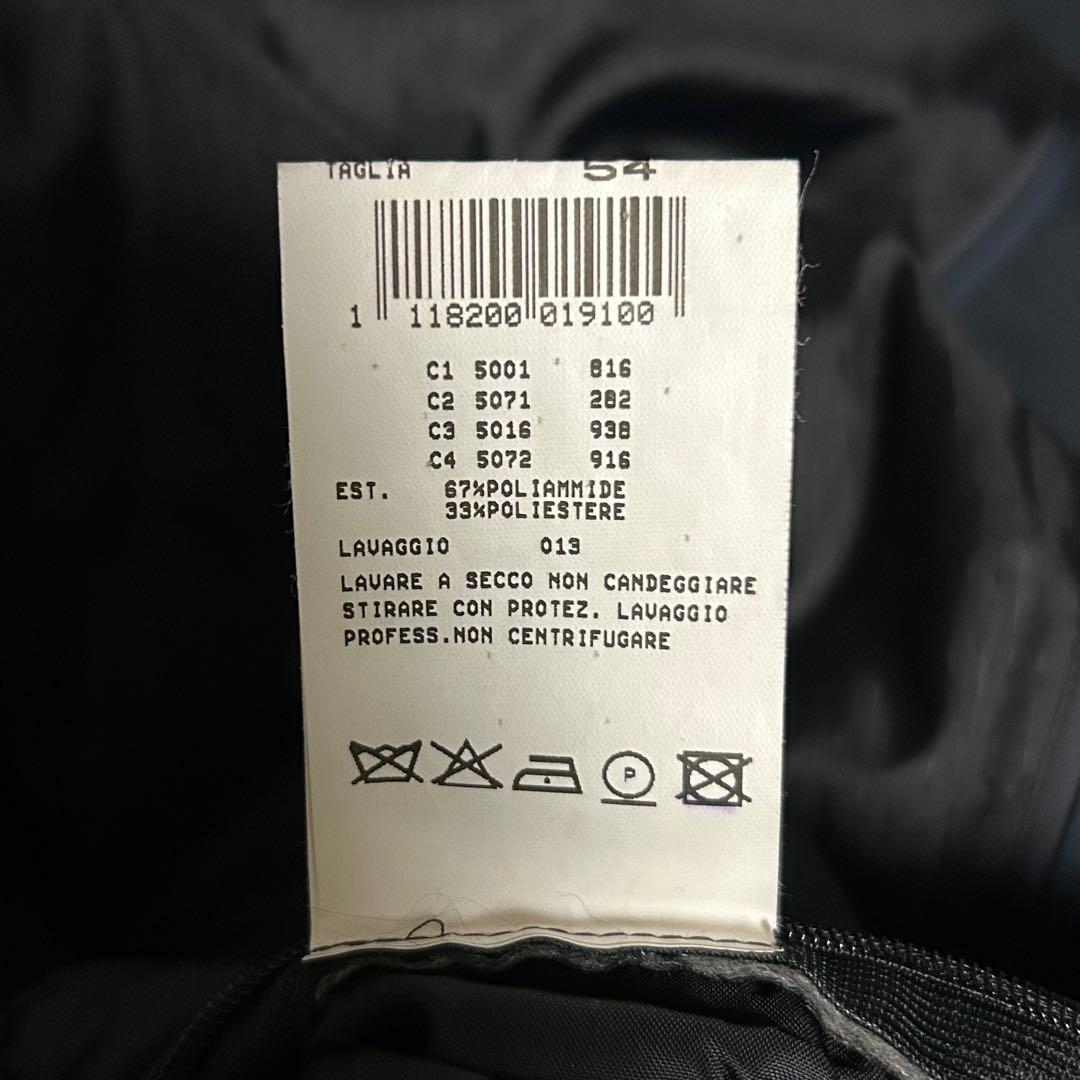 TAGLIA 54
1 118200 019100
C1 5001 816
C2 5071 282
C3 5016 938
C4 5072 916
EST. 67%POLIAMMIDE
33%POLIESTERE
LAVAGGIO 013
LAVARE A SECCO NON CANDEGGIARE
STIRARE CON PROTEZ. LAVAGGIO
PROFESS.NON CENTRIFUGARE
P